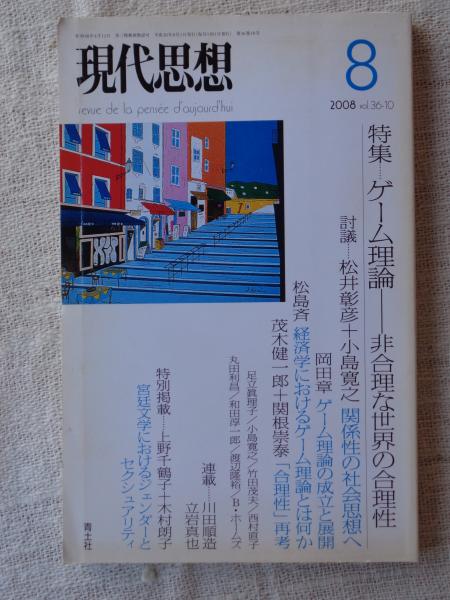 現代思想
revue de la pensée d'aujourd'hui
8
2008 vol.36-10
特集……ゲーム理論——非合理な世界の合理性
討議……松井彰彦＋小島寛之 関係性の社会思想へ
岡田章 ゲーム理論の成立と展開
松島斉 経済学におけるゲーム理論とは何か
茂木健一郎＋関根崇泰「合理性」再考
足立眞理子／小島寛之／竹田茂夫／西村直子
丸田利昌／和田淳一郎／渡辺隆裕／B・ホームズ
連載……川田順造
立岩真也
特別掲載……上野千鶴子＋木村朗子
宮廷文学におけるジェンダーと
セクシュアリティ
青土社